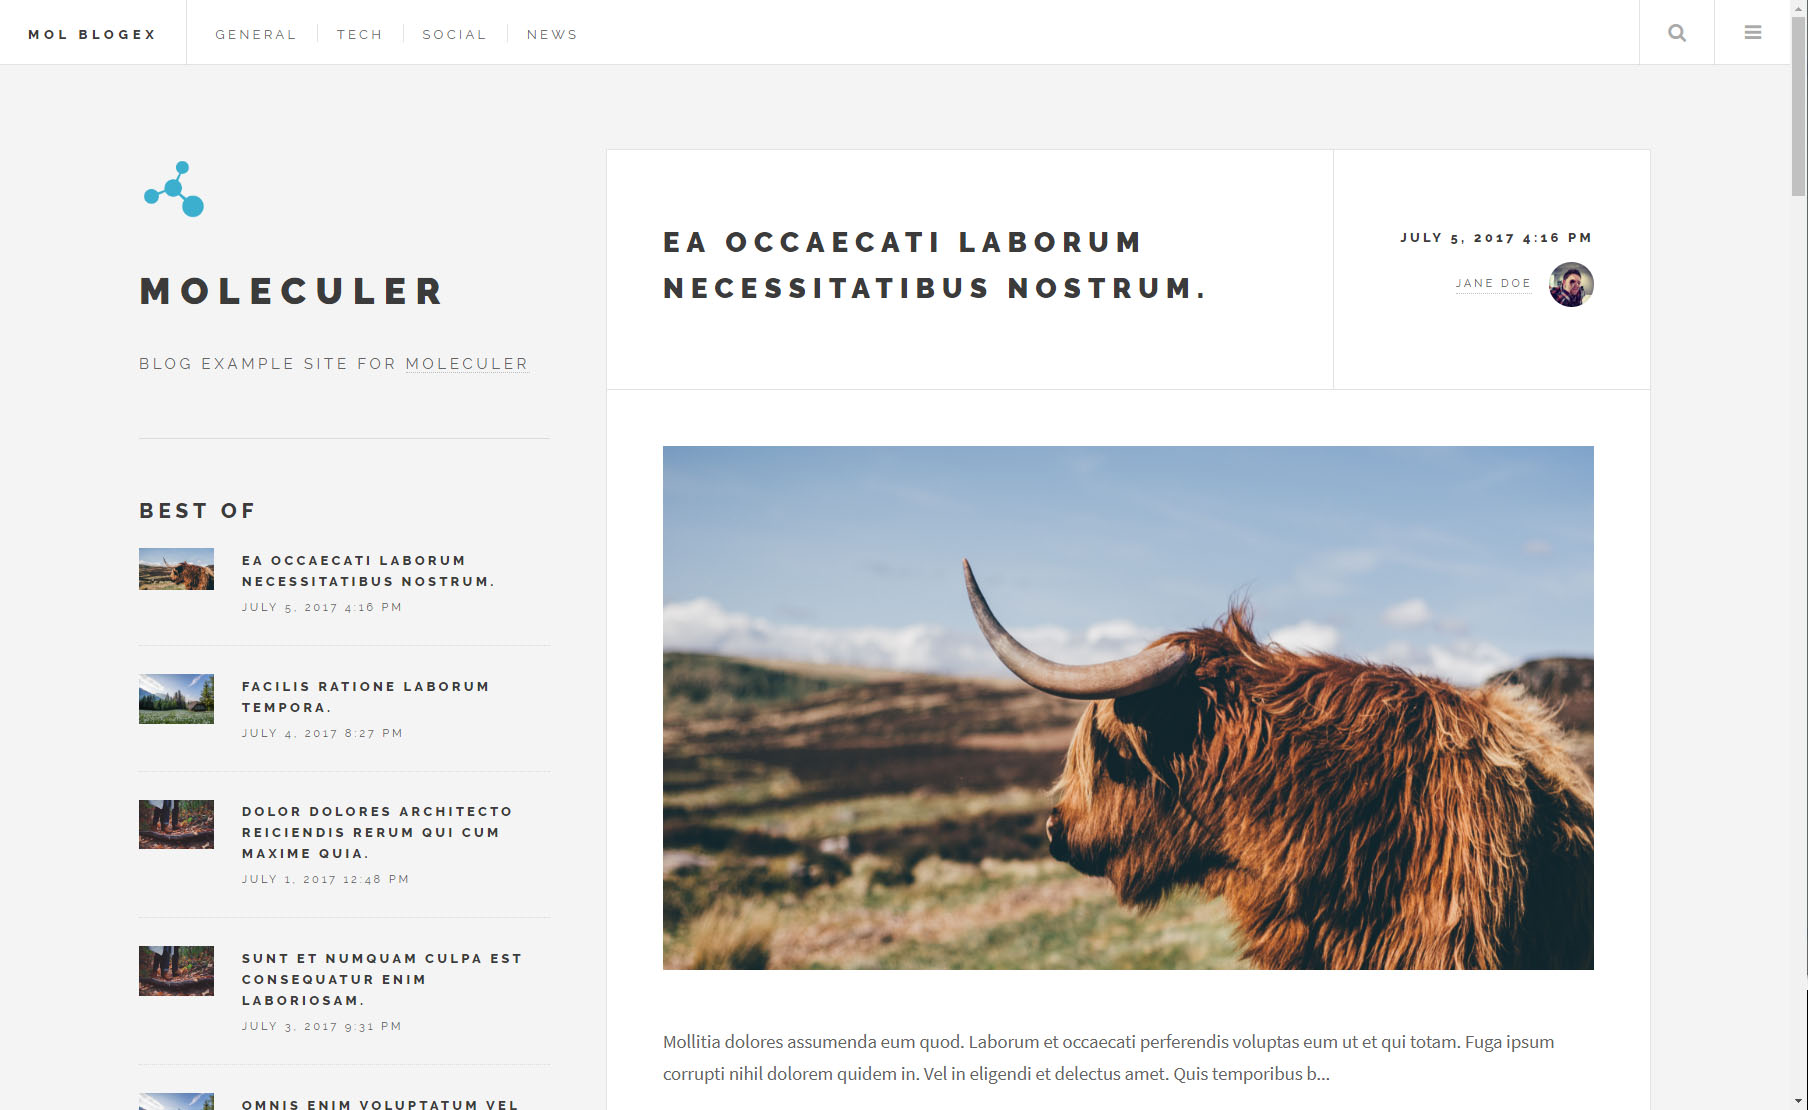 MOL BLOGEX
GENERAL
TECH
SOCIAL
NEWS
MOLECULER
BLOG EXAMPLE SITE FOR MOLECULER
BEST OF
EA OCCAECATI LABORUM
NECESSITATIBUS NOSTRUM.
JULY 5, 2017 4:16 PM
FACILIS RATIONE LABORUM
TEMPORA.
JULY 4, 2017 8:27 PM
DOLOR DOLORES ARCHITECTO
REICIENDIS RERUM QUI CUM
MAXIME QUIA.
JULY 1, 2017 12:48 PM
SUNT ET NUMQUAM CULPA EST
CONSEQUATUR ENIM
LABORIOSAM.
JULY 3, 2017 9:31 PM
OMNIS ENIM VOLUPTATUM VEL
EA OCCAECATI LABORUM
NECESSITATIBUS NOSTRUM.
JULY 5, 2017 4:16 PM
JANE DOE
Mollitia dolores assumenda eum quod. Laborum et occaecati perferendis voluptas eum ut et qui totam. Fuga ipsum
corrupti nihil dolorem quidem in. Vel in eligendi et delectus amet. Quis temporibus b...